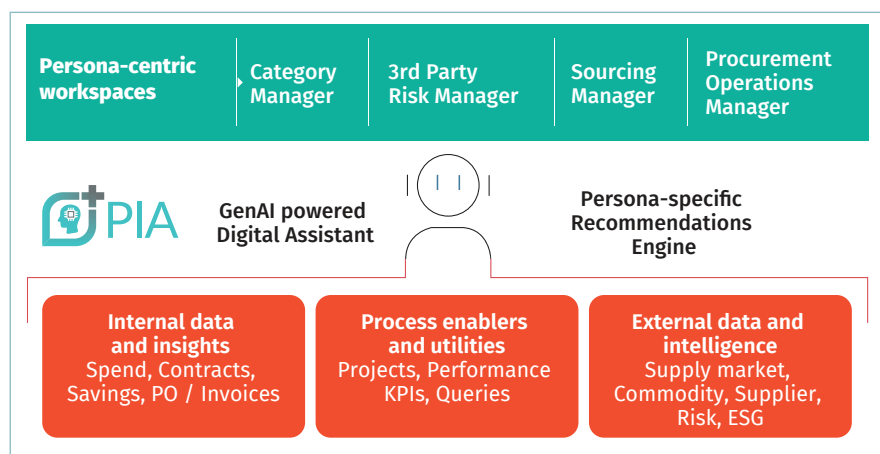 Persona-centric
workspaces
Category
Manager
3rd Party
Risk Manager
Sourcing
Manager
Procurement
Operations
Manager
PIA
GenAI powered
Digital Assistant
Persona-specific
Recommendations
Engine
Internal data
and insights
Spend, Contracts,
Savings, PO / Invoices
Process enablers
and utilities
Projects, Performance
KPIs, Queries
External data and
intelligence
Supply market,
Commodity, Supplier,
Risk, ESG